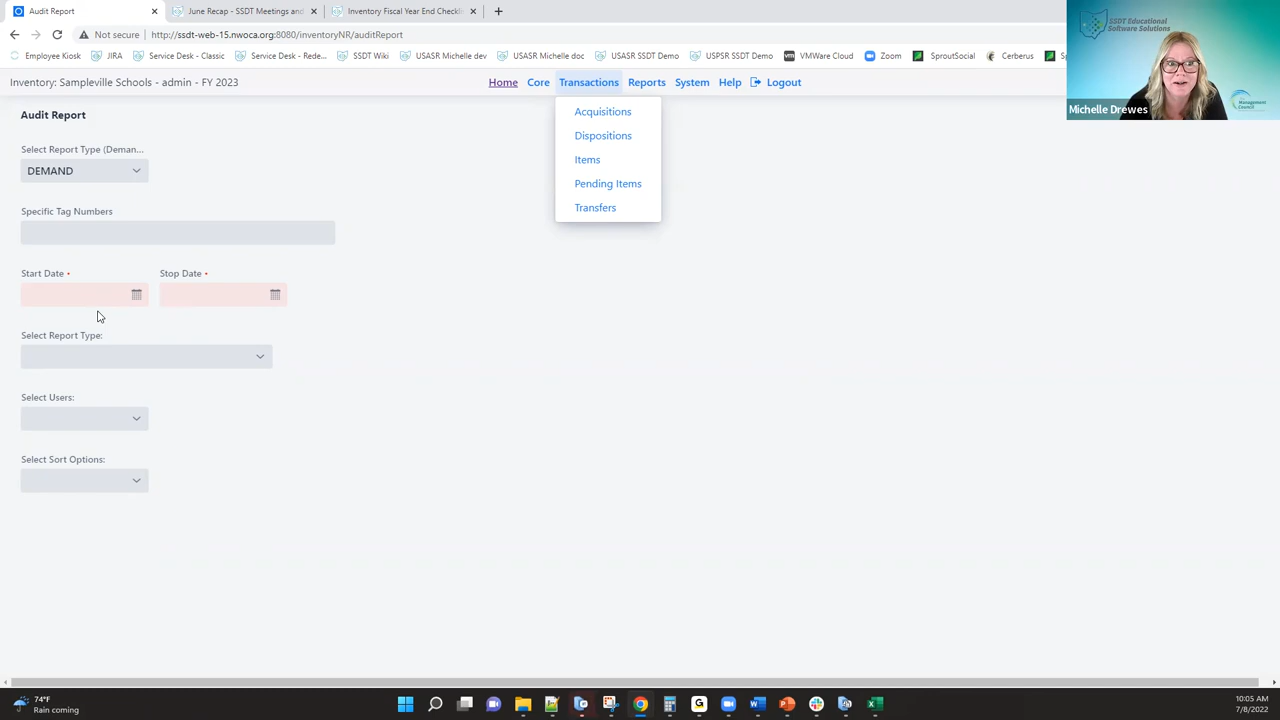 Audit Report
June Recap - SSDT Meetings and
Inventory Fiscal Year End Checkli
Not secure
http://ssdt-web-15.nwoca.org:8080/inventoryNR/auditReport
Employee Kiosk
JIRA
Service Desk - Classic
Service Desk - Rede
SSDT Wiki
USASR Michelle dev
USASR Michelle doc
USASR SSDT Demo
USPSR SSDT Demo
VMWare Cloud
Zoom
SproutSocial
Cerberus
Inventory: Sampleville Schools - admin - FY 2023
Home Core Transactions Reports System Help Logout
Acquisitions
Dispositions
Items
Pending Items
Transfers
Audit Report
Select Report Type (Deman...
DEMAND
Specific Tag Numbers
Start Date •
Stop Date •
Select Report Type:
Select Users:
Select Sort Options:
SSDT Educational
Software Solutions
Management
Council
Michelle Drewes
74°F
Rain coming
10:05 AM
7/8/2022